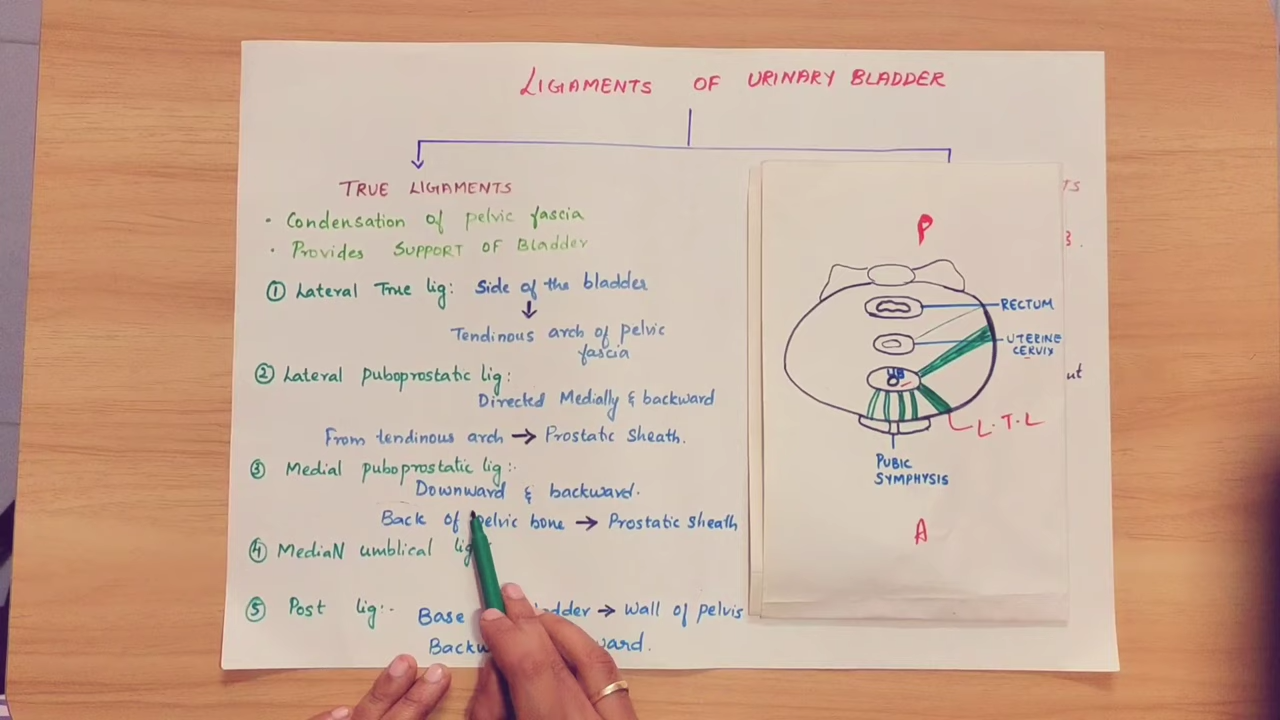 LIGAMENTS OF URINARY BLADDER
TRUE LIGAMENTS
· Condensation of pelvic fascia
· Provides SUPPORT OF Bladder
① Lateral True lig: Side of the bladder
Tendinous arch of pelvic
fascia
② Lateral puboprostatic lig:
Directed Medially & backward
From tendinous arch → Prostatic Sheath.
③ Medial puboprostatic lig:-
Downward & backward.
Back of pelvic bone → Prostatic Sheath
④ MediaN umblical
⑤ Post lig:- Base → Wall of pelvis
P
RECTUM
UTERINE
CERVIX
UB
L.T.L
PUBIC
SYMPHYSIS
A